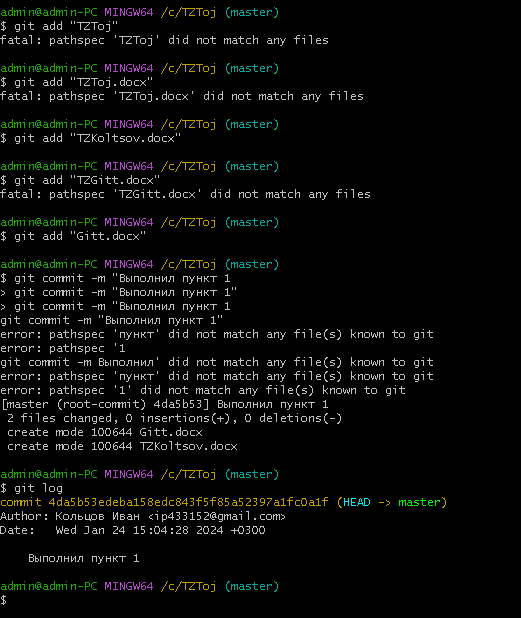 admin@admin-PC MINGW64 /c/TZToj (master)
$ git add "TZToj"
fatal: pathspec 'TZToj' did not match any files
admin@admin-PC MINGW64 /c/TZToj (master)
$ git add "TZToj.docx"
fatal: pathspec 'TZToj.docx' did not match any files
admin@admin-PC MINGW64 /c/TZToj (master)
$ git add "TZKoltsov.docx"
admin@admin-PC MINGW64 /c/TZToj (master)
$ git add "TZGitt.docx"
fatal: pathspec 'TZGitt.docx' did not match any files
admin@admin-PC MINGW64 /c/TZToj (master)
$ git add "Gitt.docx"
admin@admin-PC MINGW64 /c/TZToj (master)
$ git commit -m "Выполнил пункт 1
> git commit -m "Выполнил пункт 1"
> git commit -m "Выполнил пункт 1
git commit -m "Выполнил пункт 1"
error: pathspec 'пункт' did not match any file(s) known to git
error: pathspec '1
git commit -m Выполнил' did not match any file(s) known to git
error: pathspec 'пункт' did not match any file(s) known to git
error: pathspec '1' did not match any file(s) known to git
[master (root-commit) 4da5b53] Выполнил пункт 1
 2 files changed, 0 insertions(+), 0 deletions(-)
 create mode 100644 Gitt.docx
 create mode 100644 TZKoltsov.docx
admin@admin-PC MINGW64 /c/TZToj (master)
$ git log
commit 4da5b53edeba158edc843f5f85a52397a1fc0a1f (HEAD -> master)
Author: Кольцов Иван <ip433152@gmail.com>
Date:   Wed Jan 24 15:04:28 2024 +0300
    Выполнил пункт 1
admin@admin-PC MINGW64 /c/TZToj (master)
$